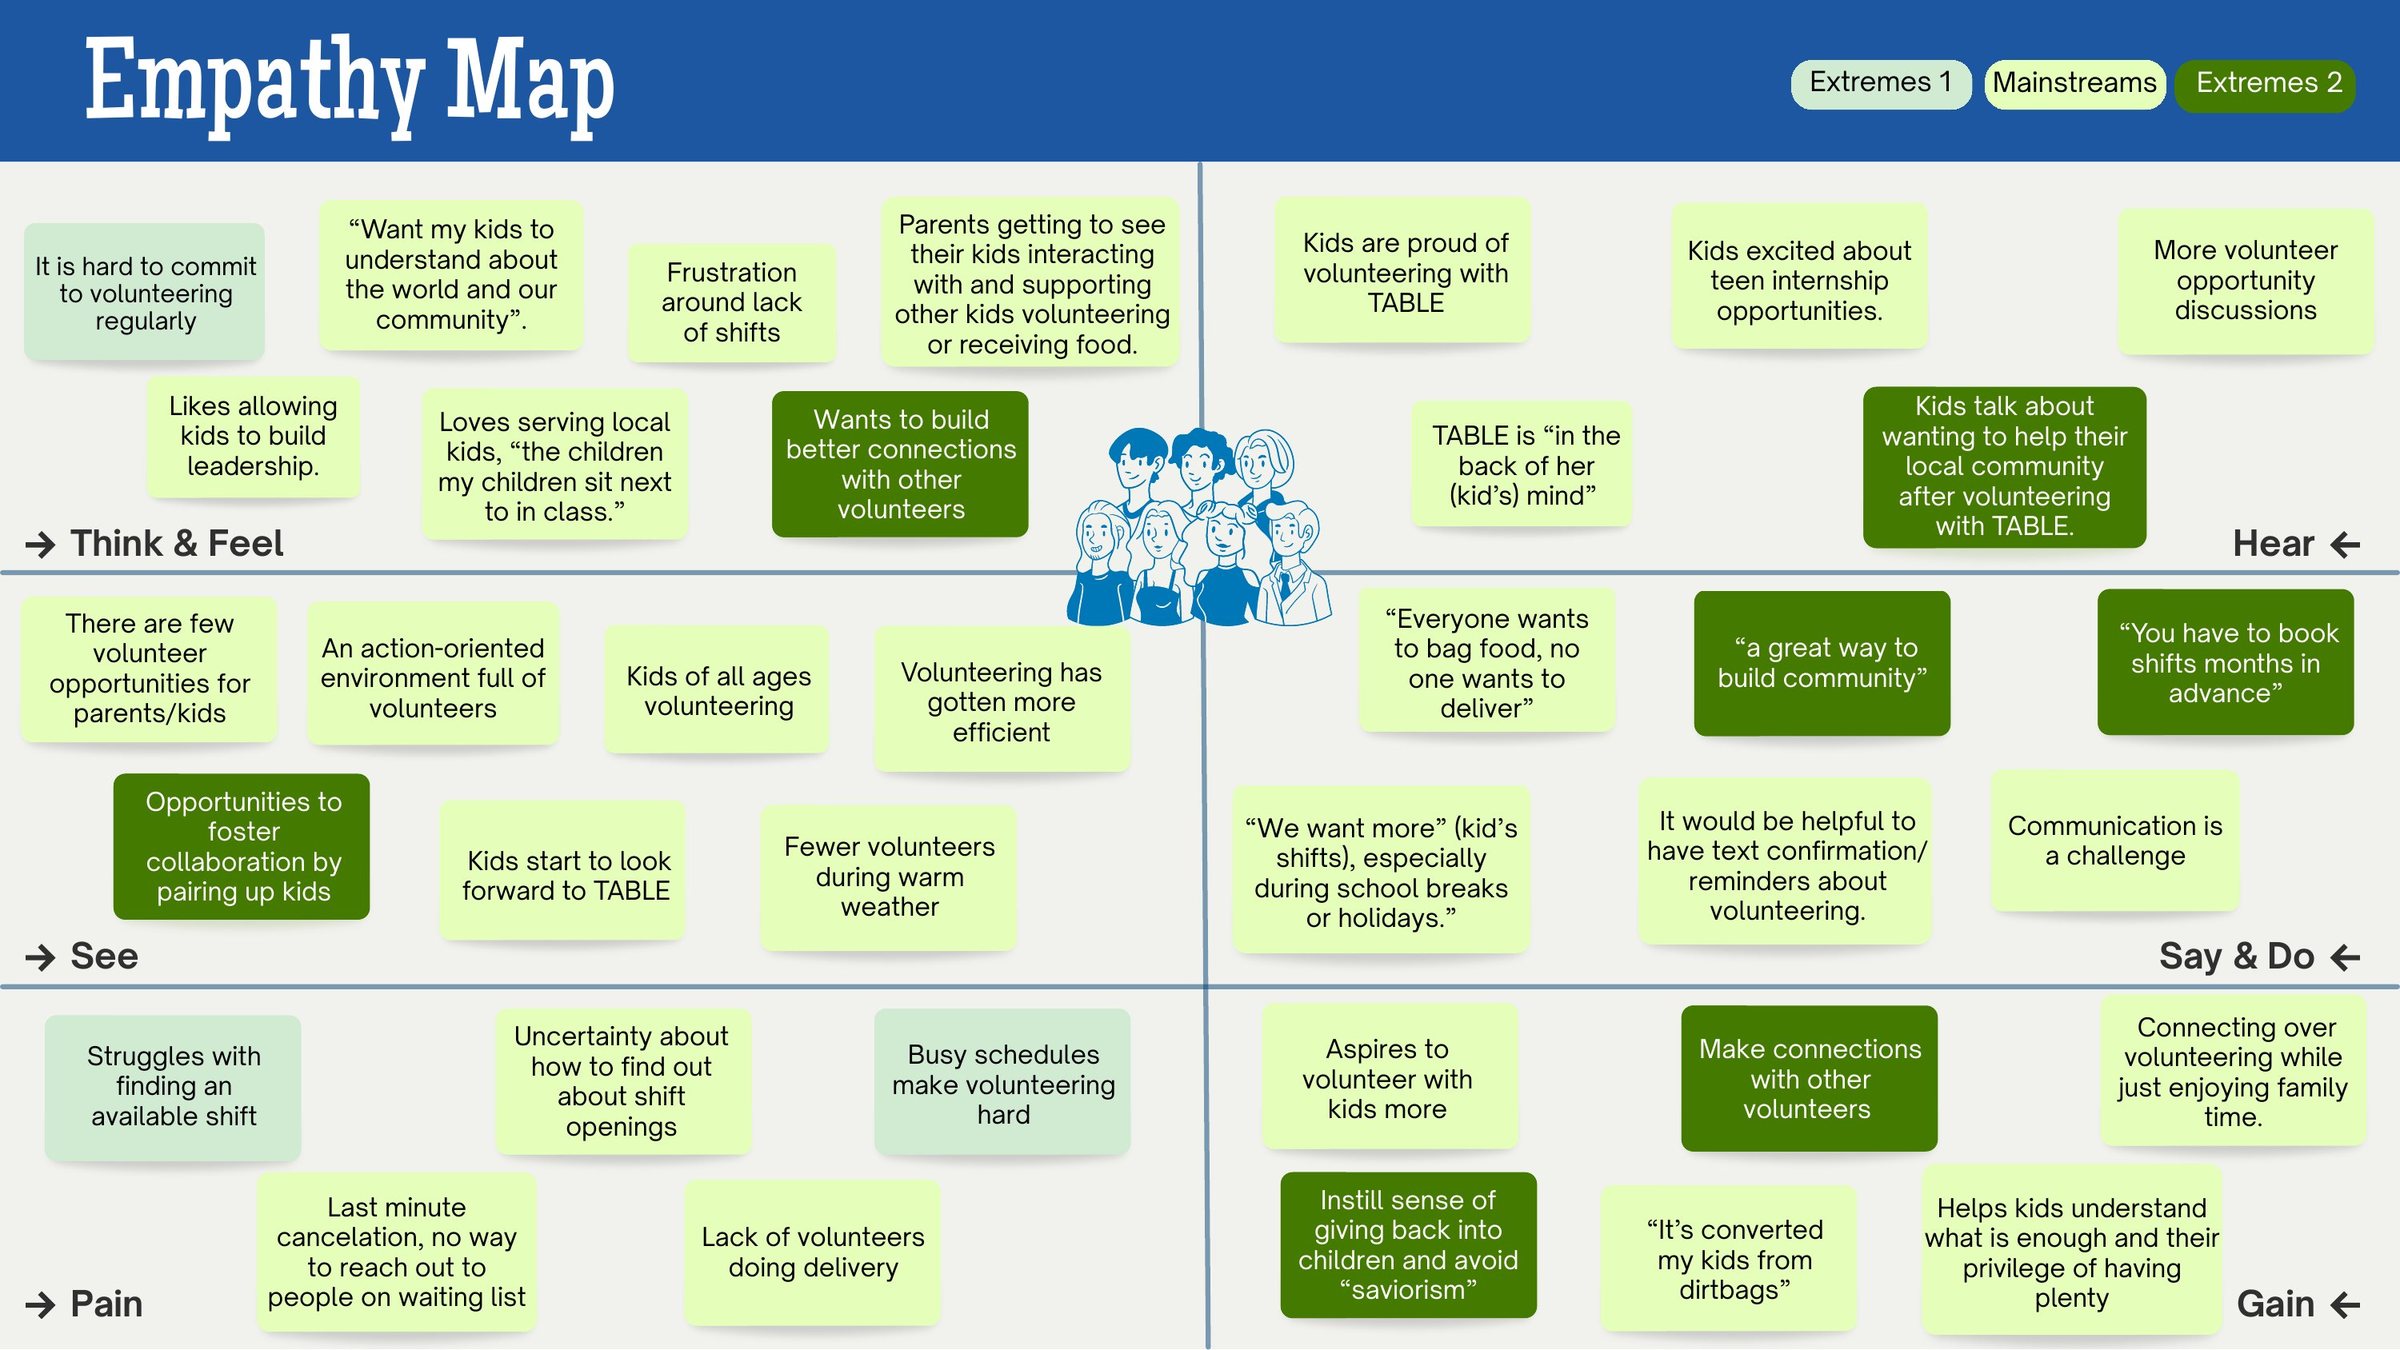 Empathy Map
Extremes 1
Mainstreams
Extremes 2
It is hard to commit
to volunteering
regularly
“Want my kids to
understand about
the world and our
community”.
Frustration
around lack
of shifts
Parents getting to see
their kids interacting
with and supporting
other kids volunteering
or receiving food.
Likes allowing
kids to build
leadership.
Loves serving local
kids, “the children
my children sit next
to in class.”
Wants to build
better connections
with other
volunteers
→ Think & Feel
Kids are proud of
volunteering with
TABLE
Kids excited about
teen internship
opportunities.
More volunteer
opportunity
discussions
TABLE is “in the
back of her
(kid’s) mind”
Kids talk about
wanting to help their
local community
after volunteering
with TABLE.
Hear ←
There are few
volunteer
opportunities for
parents/kids
An action-oriented
environment full of
volunteers
Kids of all ages
volunteering
Volunteering has
gotten more
efficient
Opportunities to
foster
collaboration by
pairing up kids
Kids start to look
forward to TABLE
Fewer volunteers
during warm
weather
→ See
“Everyone wants
to bag food, no
one wants to
deliver”
“a great way to
build community”
“You have to book
shifts months in
advance”
“We want more” (kid’s
shifts), especially
during school breaks
or holidays.”
It would be helpful to
have text confirmation/
reminders about
volunteering.
Communication is
a challenge
Say & Do ←
Struggles with
finding an
available shift
Uncertainty about
how to find out
about shift
openings
Busy schedules
make volunteering
hard
Last minute
cancelation, no way
to reach out to
people on waiting list
Lack of volunteers
doing delivery
→ Pain
Aspires to
volunteer with
kids more
Make connections
with other
volunteers
Connecting over
volunteering while
just enjoying family
time.
Instill sense of
giving back into
children and avoid
“saviorism”
“It’s converted
my kids from
dirtbags”
Helps kids understand
what is enough and their
privilege of having
plenty
Gain ←